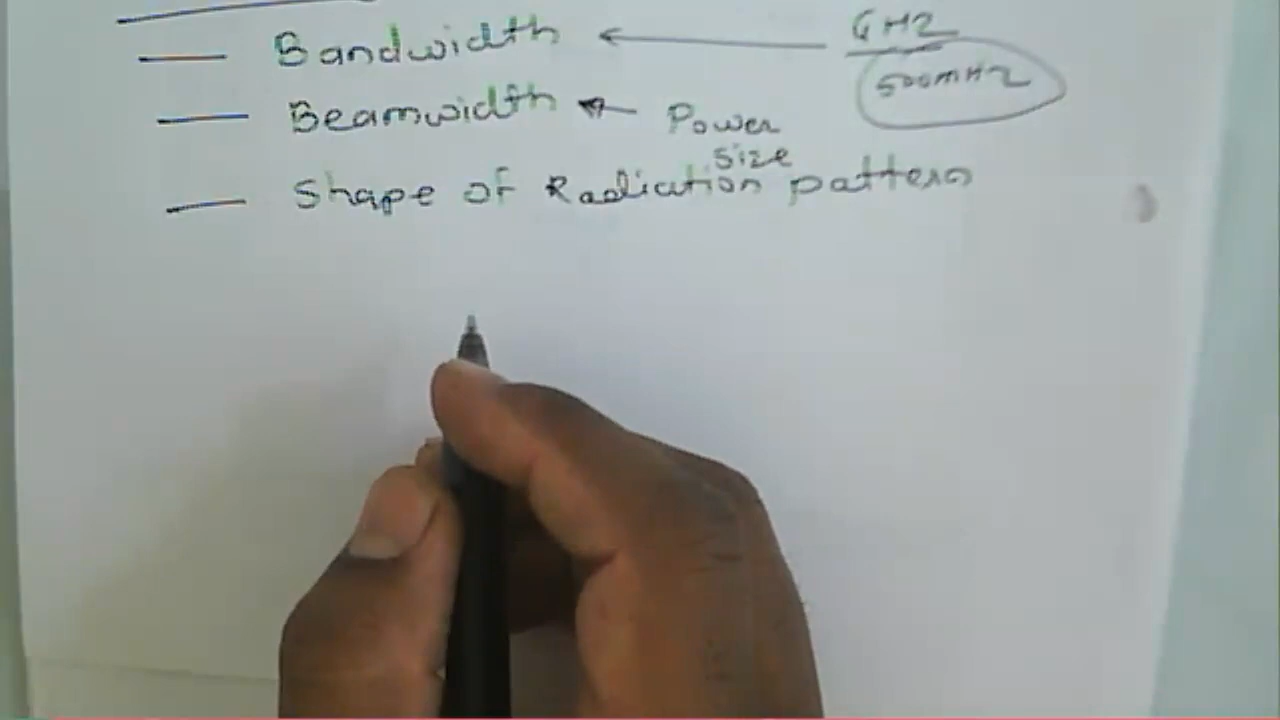 Bandwidth GHz
500MHz
Beamwidth Power
size
Shape of Radiation pattern